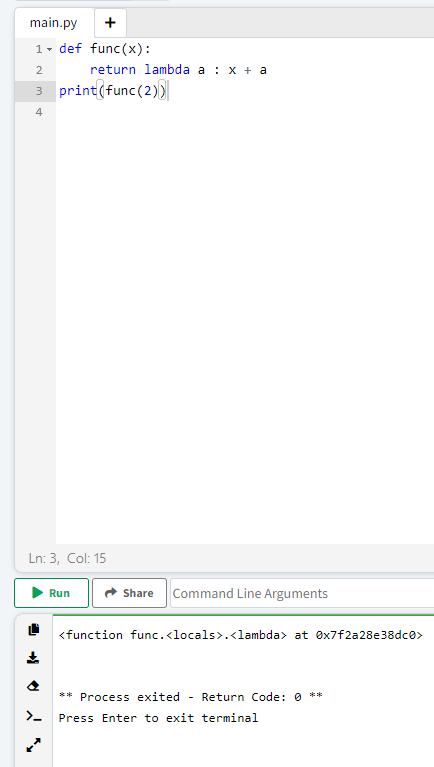 main.py +
1 def func(x):
2     return lambda a : x + a
3 print(func(2))
4
Ln: 3, Col: 15
Run Share Command Line Arguments
<function func.<locals>.<lambda> at 0x7f2a28e38dc0>
** Process exited - Return Code: 0 **
Press Enter to exit terminal